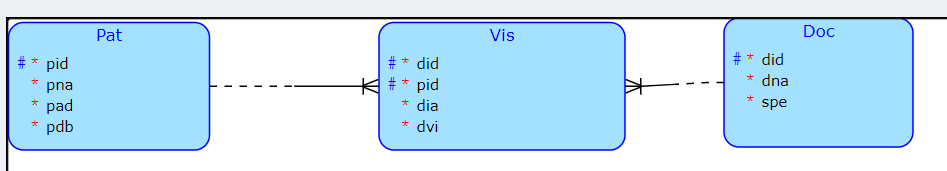 Pat
# * pid
* pna
* pad
* pdb
Vis
# * did
# * pid
* dia
* dvi
Doc
# * did
* dna
* spe